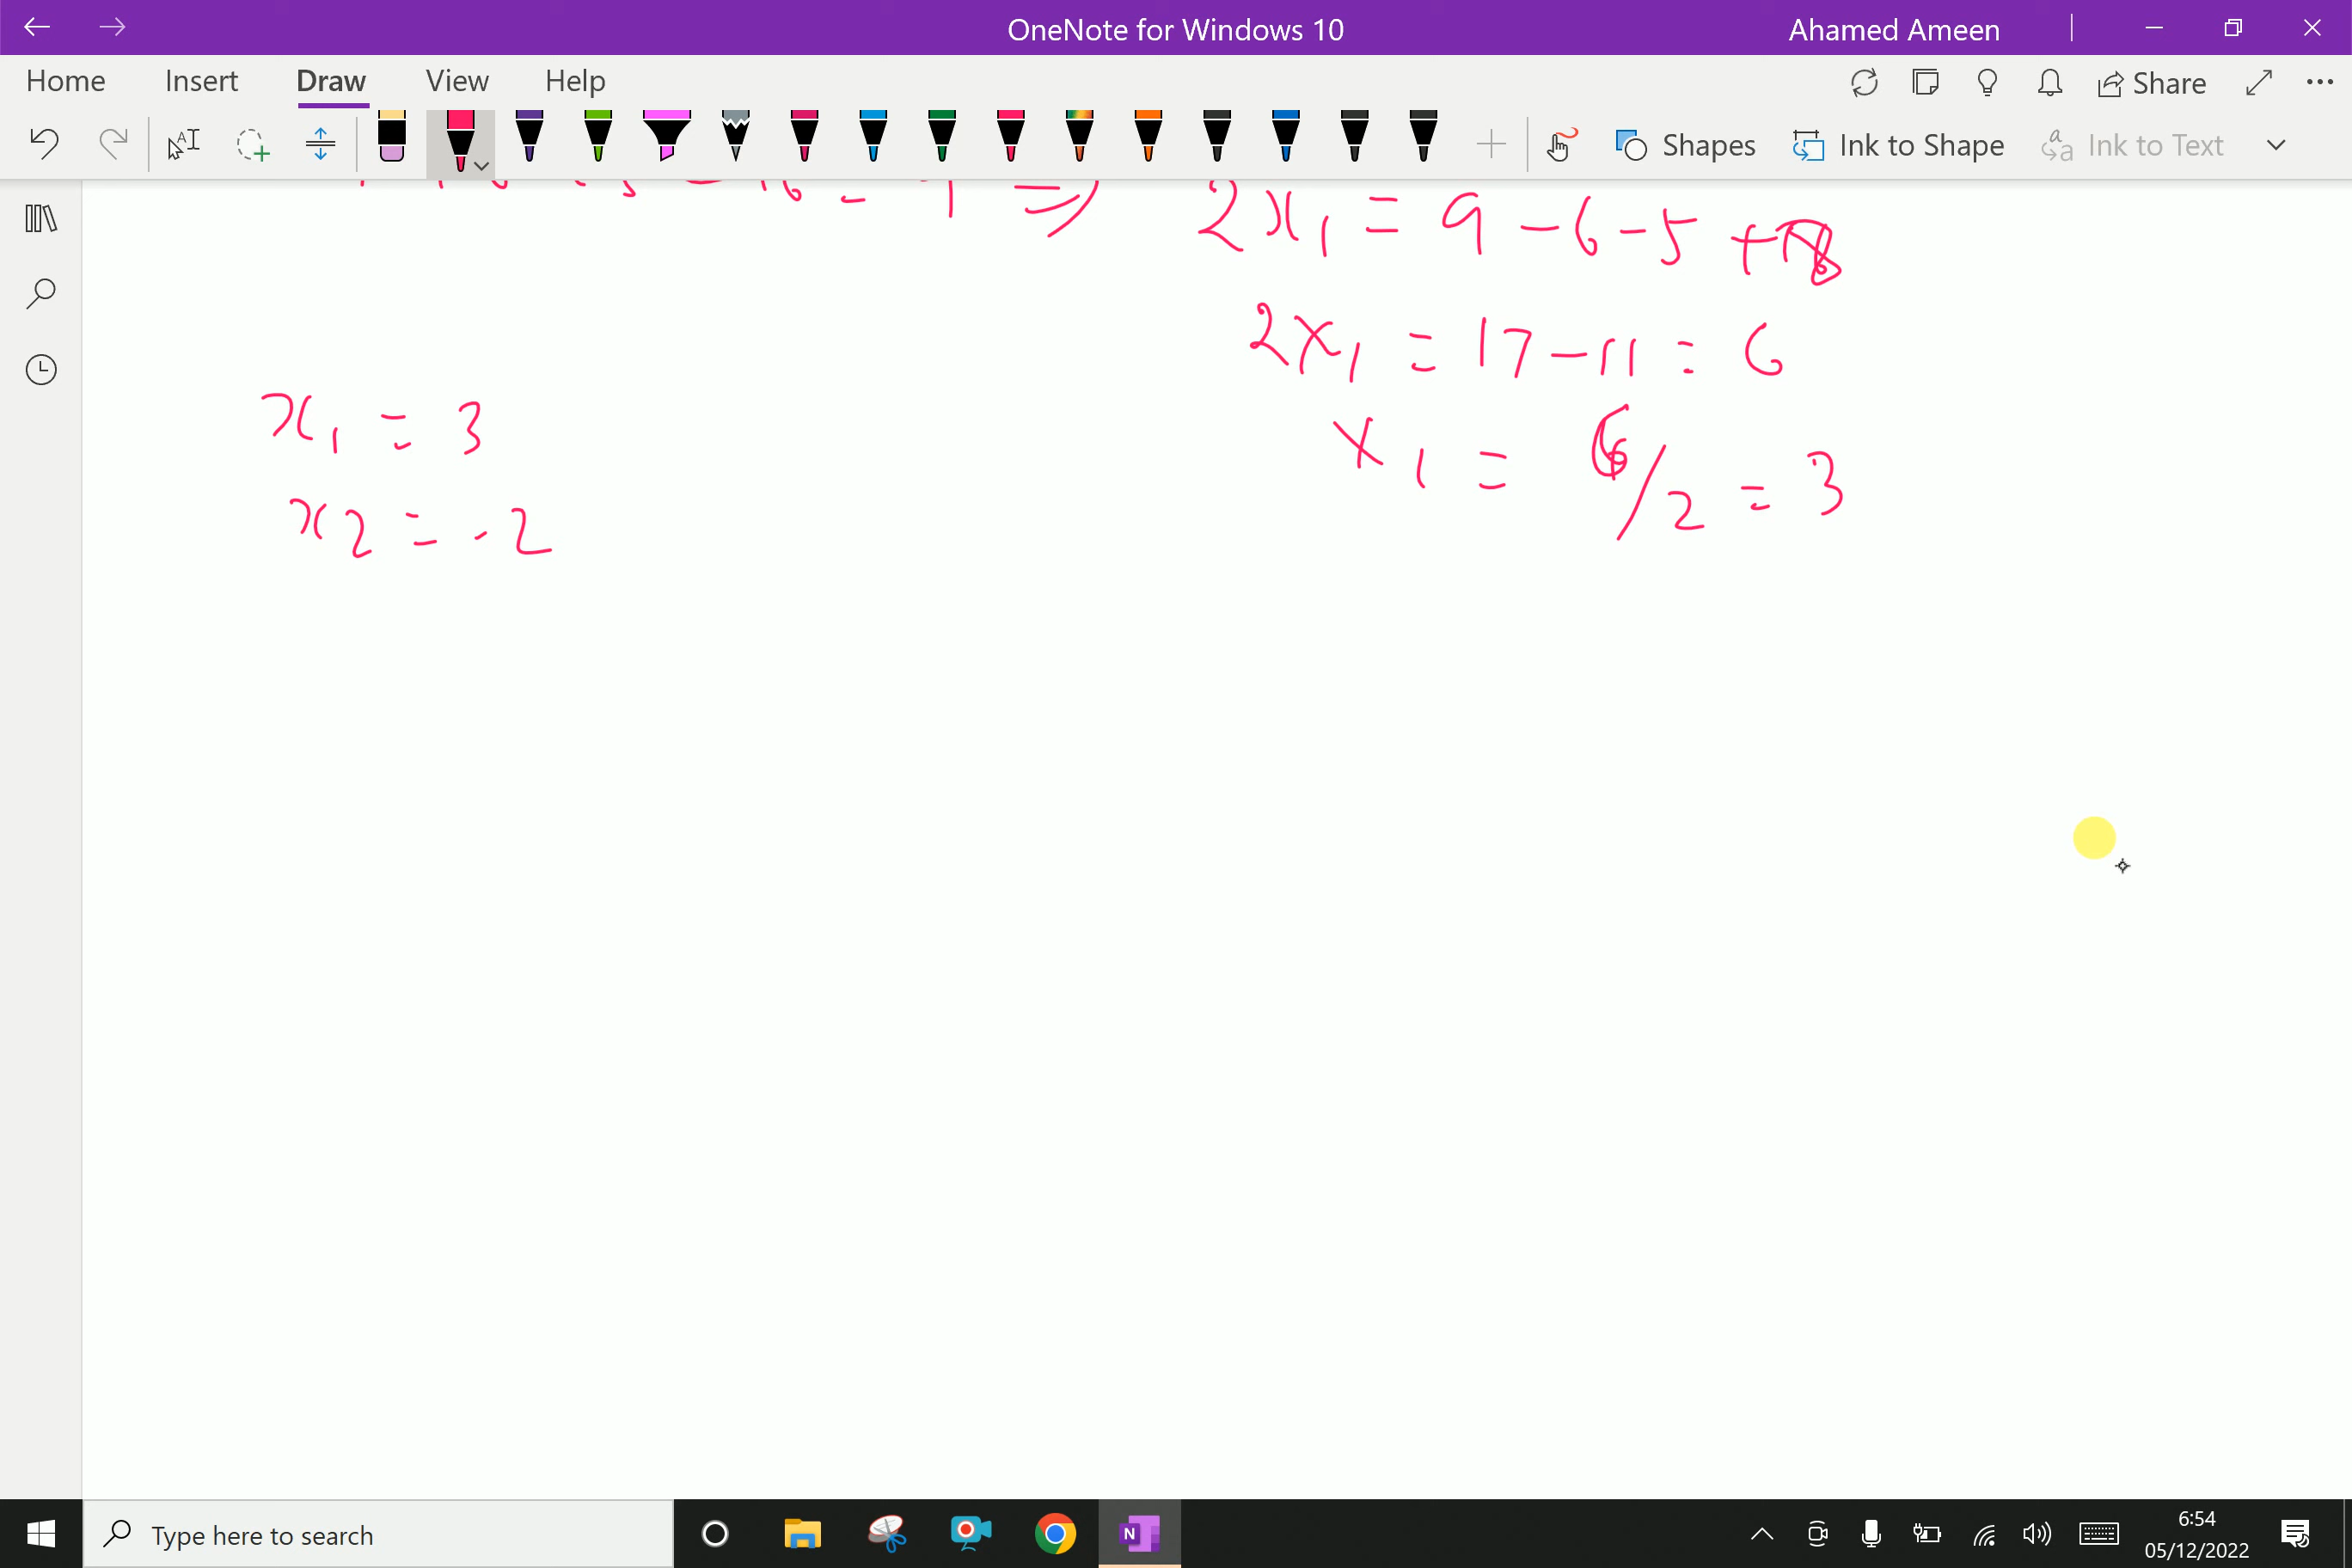 OneNote for Windows 10
Ahamed Ameen
Home Insert Draw View Help
Share
Shapes Ink to Shape Ink to Text
2x₁ = 9 - 6 - 5 + 8
2x₁ = 17 - 11 = 6
x₁ = 3
x₁ = 6/2 = 3
x2 = -2
Type here to search
6:54
05/12/2022